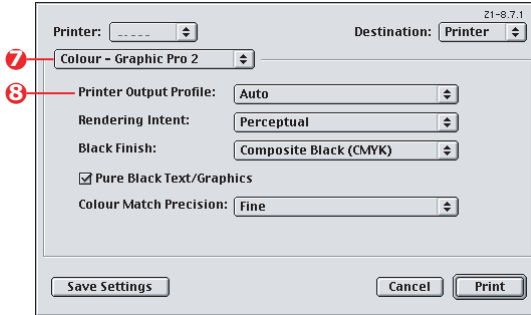 Z1-8.7.1
Printer: Destination: Printer
7 Colour - Graphic Pro 2
8 Printer Output Profile: Auto
Rendering Intent: Perceptual
Black Finish: Composite Black (CMYK)
Pure Black Text/Graphics
Colour Match Precision: Fine
Save Settings Cancel Print